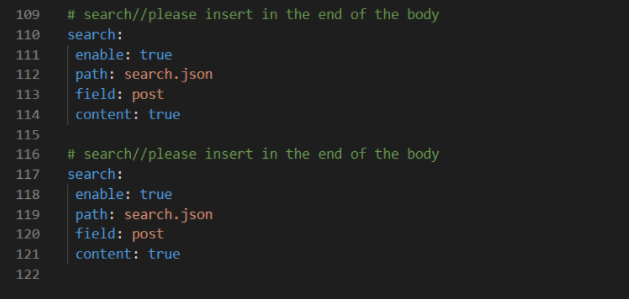 109 # search//please insert in the end of the body
110 search:
111 enable: true
112 path: search.json
113 field: post
114 content: true
115
116 # search//please insert in the end of the body
117 search:
118 enable: true
119 path: search.json
120 field: post
121 content: true
122